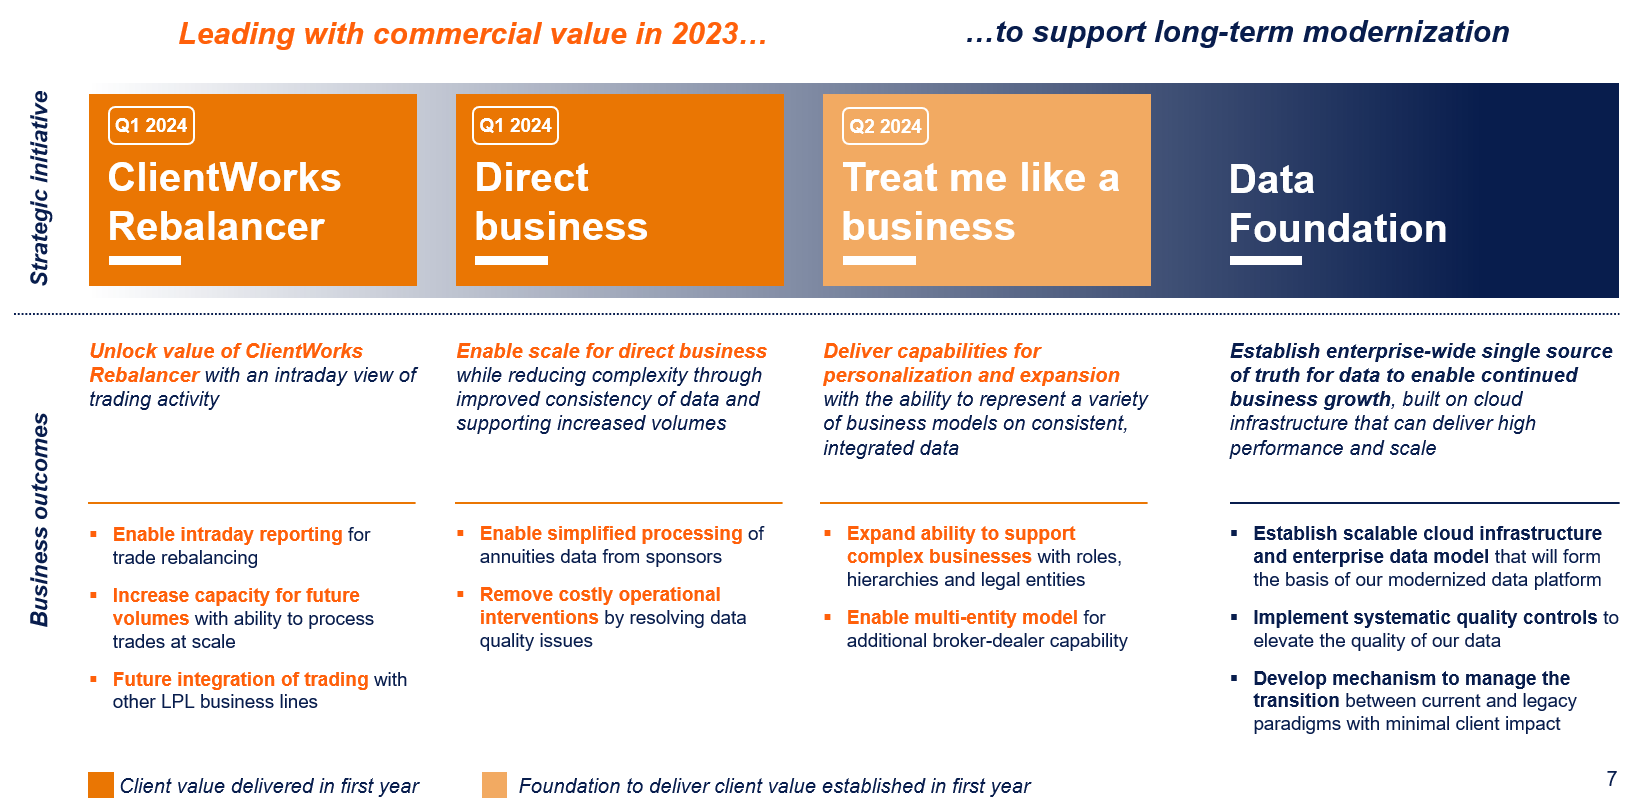 Leading with commercial value in 2023…
…to support long-term modernization
Strategic initiative
Q1 2024
ClientWorks
Rebalancer
Q1 2024
Direct
business
Q2 2024
Treat me like a
business
Data
Foundation
Business outcomes
Unlock value of ClientWorks
Rebalancer with an intraday view of
trading activity
▪ Enable intraday reporting for
trade rebalancing
▪ Increase capacity for future
volumes with ability to process
trades at scale
▪ Future integration of trading with
other LPL business lines
Enable scale for direct business
while reducing complexity through
improved consistency of data and
supporting increased volumes
▪ Enable simplified processing of
annuities data from sponsors
▪ Remove costly operational
interventions by resolving data
quality issues
Deliver capabilities for
personalization and expansion
with the ability to represent a variety
of business models on consistent,
integrated data
▪ Expand ability to support
complex businesses with roles,
hierarchies and legal entities
▪ Enable multi-entity model for
additional broker-dealer capability
Establish enterprise-wide single source
of truth for data to enable continued
business growth, built on cloud
infrastructure that can deliver high
performance and scale
▪ Establish scalable cloud infrastructure
and enterprise data model that will form
the basis of our modernized data platform
▪ Implement systematic quality controls to
elevate the quality of our data
▪ Develop mechanism to manage the
transition between current and legacy
paradigms with minimal client impact
Client value delivered in first year
Foundation to deliver client value established in first year
7